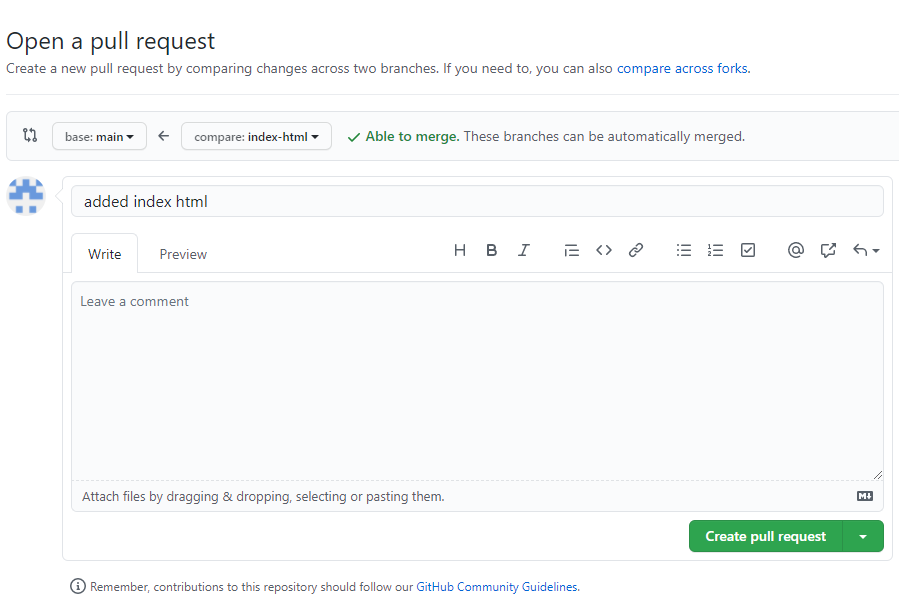 Open a pull request
Create a new pull request by comparing changes across two branches. If you need to, you can also compare across forks.
base: main compare: index-html Able to merge. These branches can be automatically merged.
added index html
Write Preview H B I @
Leave a comment
Attach files by dragging & dropping, selecting or pasting them.
Create pull request
Remember, contributions to this repository should follow our GitHub Community Guidelines.